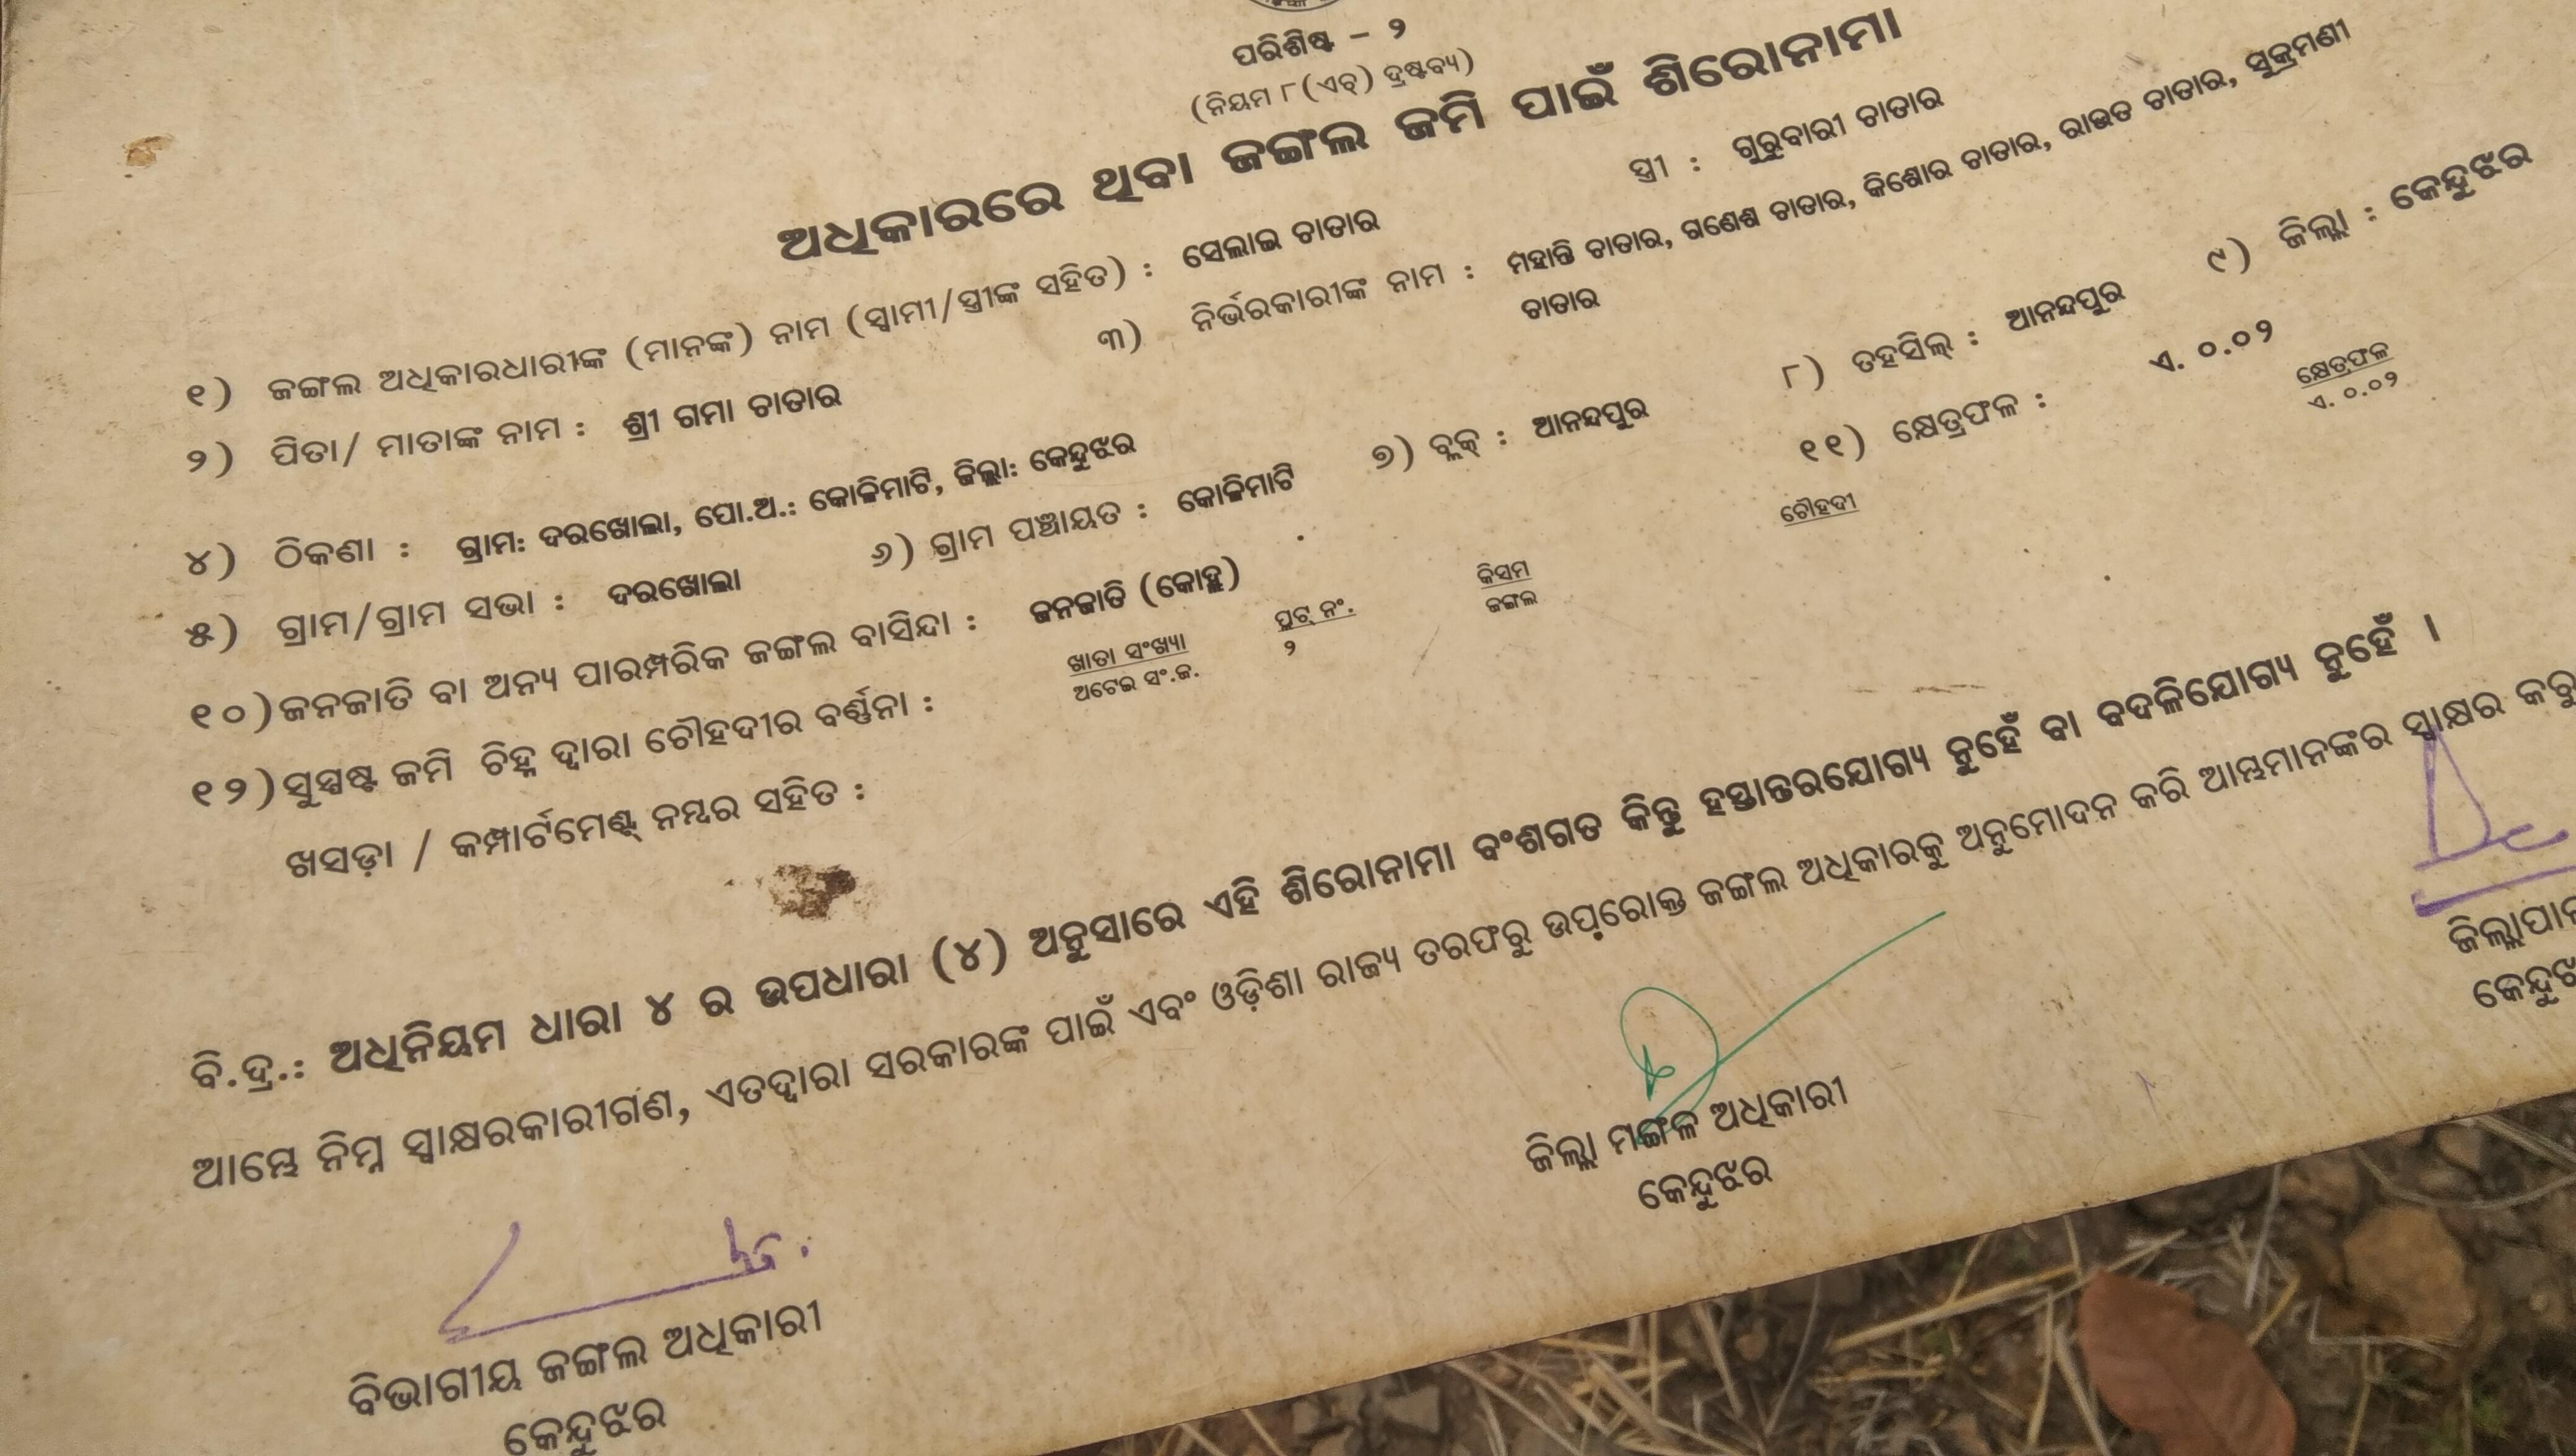 ପରିଶିଷ୍ଟ – ୨
(ନିୟମ ୮(ଏଚ୍) ଦ୍ରଷ୍ଟବ୍ୟ)
ଅଧିକାରରେ ଥିବା ଜଙ୍ଗଲ ଜମି ପାଇଁ ଶିରୋନାମା
୧) ଜଙ୍ଗଲ ଅଧିକାରଧାରୀଙ୍କ (ମାନଙ୍କ) ନାମ (ସ୍ୱାମୀ/ସ୍ତ୍ରୀଙ୍କ ସହିତ) : ସେଲାଇ ଚାତାର ସ୍ତ୍ରୀ : ଗୁରୁବାରୀ ଚାତାର
୨) ପିତା/ ମାତାଙ୍କ ନାମ : ଶ୍ରୀ ଗମା ଚାତାର ୩) ନିର୍ଭରକାରୀଙ୍କ ନାମ : ମହାନ୍ତି ଚାତାର, ଗଣେଶ ଚାତାର, କିଶୋର ଚାତାର, ରାଉତ ଚାତାର, ସୁକ୍ରମଣୀ
ଚାତାର
୪) ଠିକଣା : ଗ୍ରାମ: ଦରଖୋଲା, ପୋ.ଅ.: କୋଳିମାଟି, ଜିଲ୍ଲା: କେନ୍ଦୁଝର
୫) ଗ୍ରାମ/ଗ୍ରାମ ସଭା : ଦରଖୋଲା ୬) ଗ୍ରାମ ପଞ୍ଚାୟତ : କୋଳିମାଟି ୭) ବ୍ଲକ୍ : ଆନନ୍ଦପୁର ୮) ତହସିଲ୍ : ଆନନ୍ଦପୁର ୯) ଜିଲ୍ଲା : କେନ୍ଦୁଝର
୧୦) ଜନଜାତି ବା ଅନ୍ୟ ପାରମ୍ପରିକ ଜଙ୍ଗଲ ବାସିନ୍ଦା : ଜନଜାତି (କୋହ୍ଲ) ୧୧) କ୍ଷେତ୍ରଫଳ : ଏ. ୦.୦୨
୧୨) ସୁସ୍ପଷ୍ଟ ଜମି ଚିହ୍ନ ଦ୍ୱାରା ଚୌହଦୀର ବର୍ଣ୍ଣନା : ଖାତା ସଂଖ୍ୟା ପ୍ଲଟ୍ ନଂ. କିସମ ଚୌହଦୀ କ୍ଷେତ୍ରଫଳ
ଅଟେଇ ସଂ.ଜ. ୨ ଜଙ୍ଗଲ ଏ. ୦.୦୨
ଖସଡ଼ା / କମ୍ପାର୍ଟମେଣ୍ଟ୍ ନମ୍ବର ସହିତ :
ବି.ଦ୍ର.: ଅଧିନିୟମ ଧାରା ୪ ର ଉପଧାରା (୪) ଅନୁସାରେ ଏହି ଶିରୋନାମା ବଂଶଗତ କିନ୍ତୁ ହସ୍ତାନ୍ତରଯୋଗ୍ୟ ନୁହେଁ ବା ବଦଳିଯୋଗ୍ୟ ନୁହେଁ ।
ଆମ୍ଭେ ନିମ୍ନ ସ୍ୱାକ୍ଷରକାରୀଗଣ, ଏତଦ୍ୱାରା ସରକାରଙ୍କ ପାଇଁ ଏବଂ ଓଡ଼ିଶା ରାଜ୍ୟ ତରଫରୁ ଉପରୋକ୍ତ ଜଙ୍ଗଲ ଅଧିକାରକୁ ଅନୁମୋଦନ କରି ଆମ୍ଭମାନଙ୍କର ସ୍ୱାକ୍ଷର
ବିଭାଗୀୟ ଜଙ୍ଗଲ ଅଧିକାରୀ
କେନ୍ଦୁଝର
ଜିଲ୍ଲା ମଙ୍ଗଳ ଅଧିକାରୀ
କେନ୍ଦୁଝର